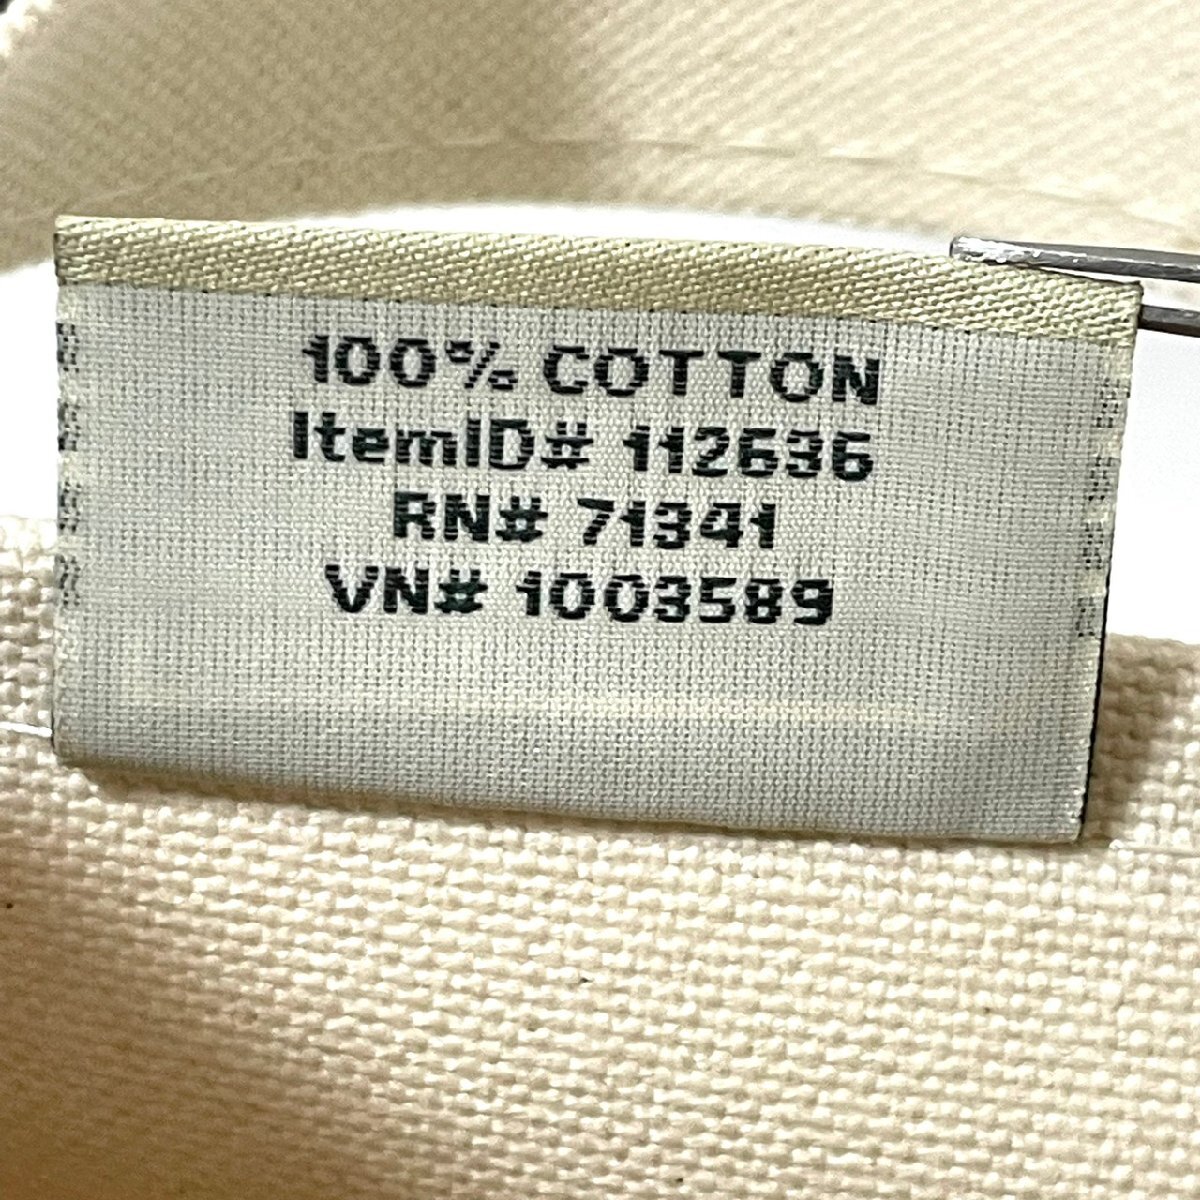 100% COTTON
ItemID# 112636
RN# 71341
VN# 1003589